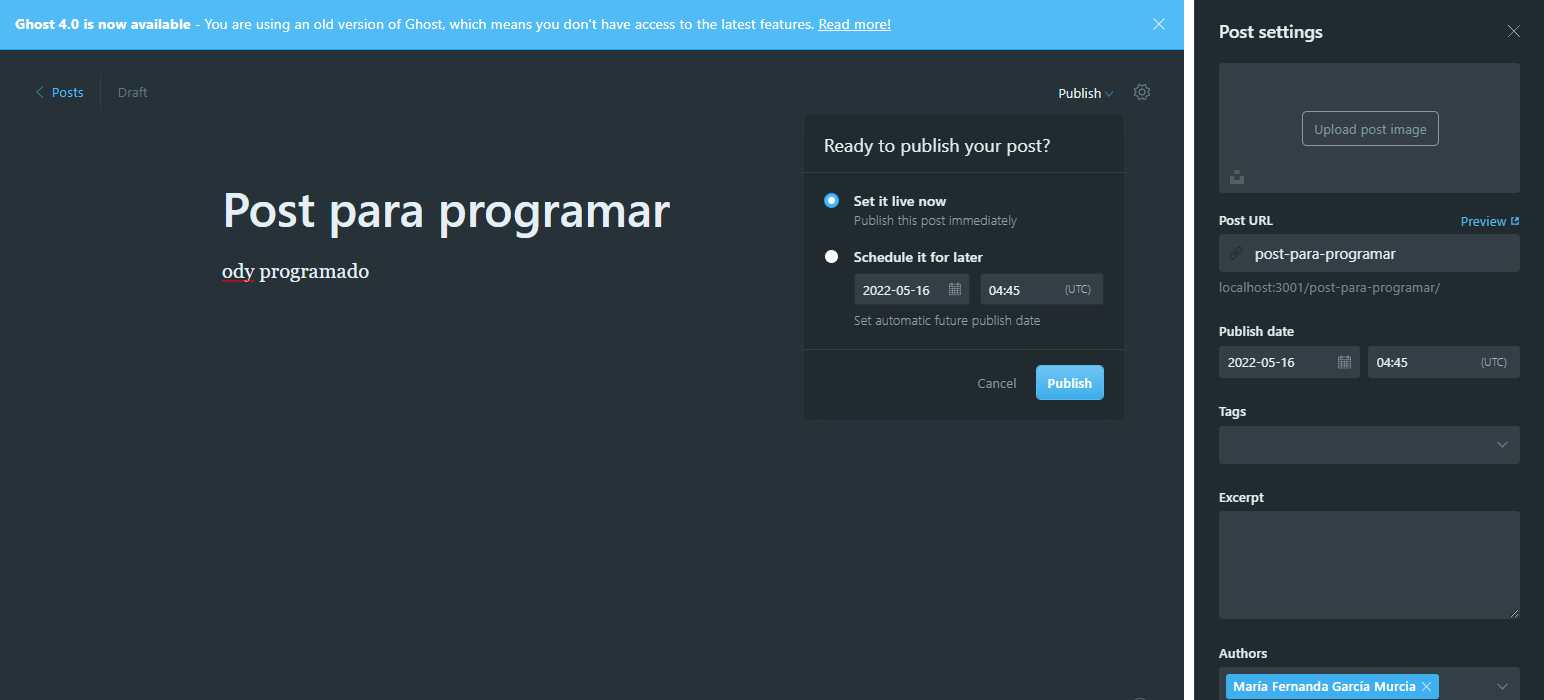 Ghost 4.0 is now available - You are using an old version of Ghost, which means you don't have access to the latest features. Read more!
Posts
Draft
Publish
Ready to publish your post?
Set it live now
Publish this post immediately
Schedule it for later
2022-05-16
04:45 (UTC)
Set automatic future publish date
Cancel
Publish
Post para programar
ody programado
Post settings
Upload post image
Post URL
Preview
post-para-programar
localhost:3001/post-para-programar/
Publish date
2022-05-16
04:45 (UTC)
Tags
Excerpt
Authors
María Fernanda García Murcia